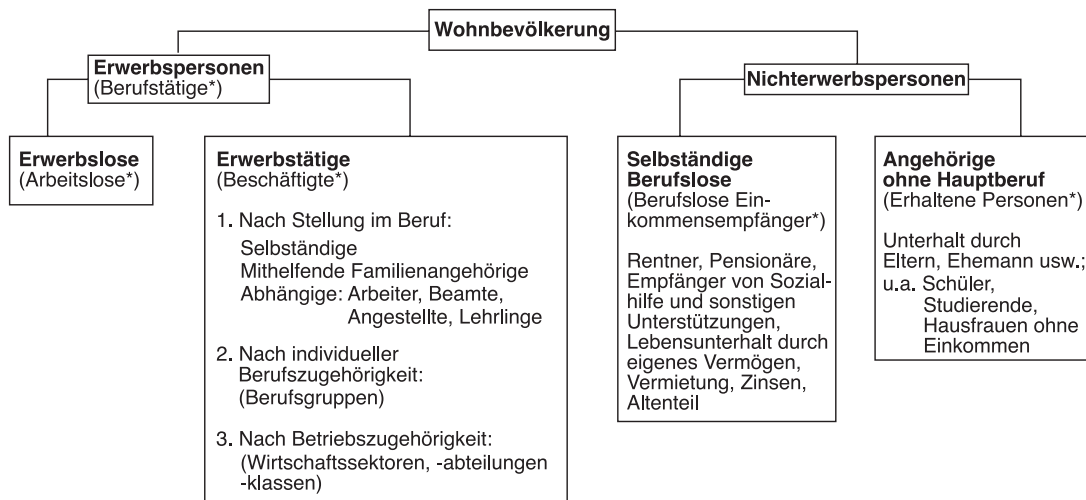 Wohnbevölkerung
Erwerbspersonen
(Berufstätige*)
Nichterwerbspersonen
Erwerbslose
(Arbeitslose*)
Erwerbstätige
(Beschäftigte*)
1. Nach Stellung im Beruf:
Selbständige
Mithelfende Familienangehörige
Abhängige: Arbeiter, Beamte,
Angestellte, Lehrlinge
2. Nach individueller
Berufszugehörigkeit:
(Berufsgruppen)
3. Nach Betriebszugehörigkeit:
(Wirtschaftssektoren, -abteilungen
-klassen)
Selbständige
Berufslose
(Berufslose Ein-
kommensempfänger*)
Rentner, Pensionäre,
Empfänger von Sozial-
hilfe und sonstigen
Unterstützungen,
Lebensunterhalt durch
eigenes Vermögen,
Vermietung, Zinsen,
Altenteil
Angehörige
ohne Hauptberuf
(Erhaltene Personen*)
Unterhalt durch
Eltern, Ehemann usw.;
u.a. Schüler,
Studierende,
Hausfrauen ohne
Einkommen